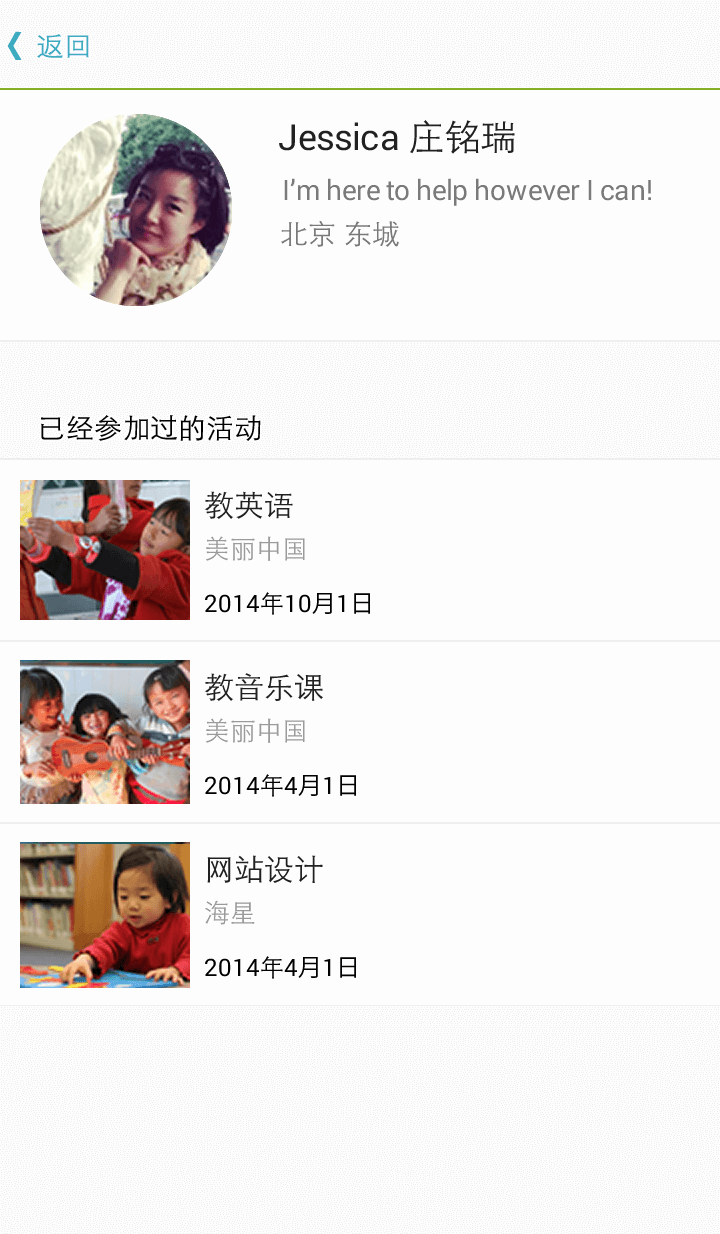 返回
Jessica 庄铭瑞
I'm here to help however I can!
北京 东城
已经参加过的活动
教英语
美丽中国
2014年10月1日
教音乐课
美丽中国
2014年4月1日
网站设计
海星
2014年4月1日